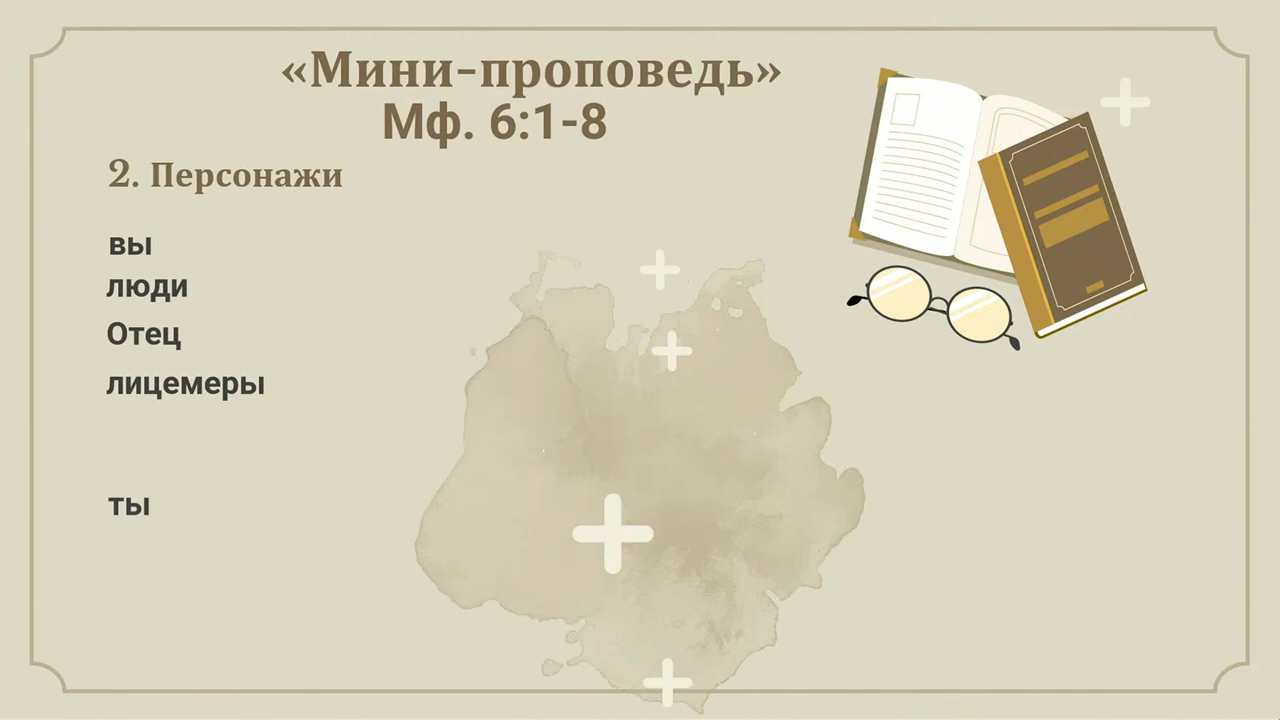 «Мини-проповедь»
Мф. 6:1-8
2. Персонажи
вы
люди
Отец
лицемеры
ты